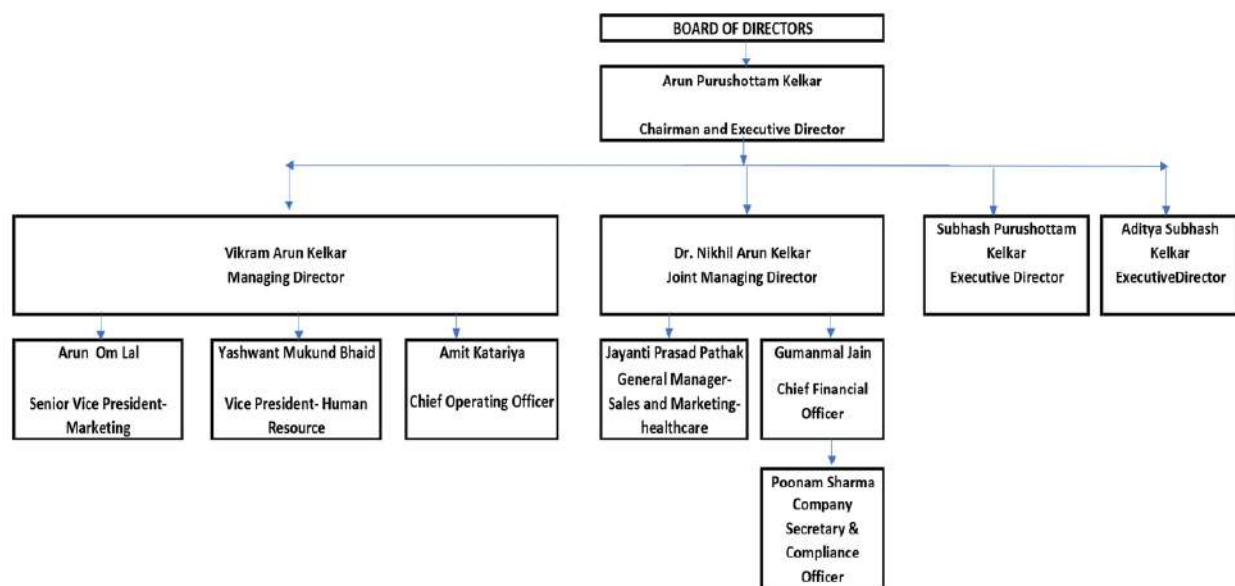 BOARD OF DIRECTORS
Arun Purushottam Kelkar
Chairman and Executive Director
Vikram Arun Kelkar
Managing Director
Dr. Nikhil Arun Kelkar
Joint Managing Director
Subhash Purushottam
Kelkar
Executive Director
Aditya Subhash
Kelkar
ExecutiveDirector
Arun Om Lal
Senior Vice President-
Marketing
Yashwant Mukund Bhaid
Vice President- Human
Resource
Amit Katariya
Chief Operating Officer
Jayanti Prasad Pathak
General Manager-
Sales and Marketing-
healthcare
Gumanmal Jain
Chief Financial
Officer
Poonam Sharma
Company
Secretary &
Compliance
Officer